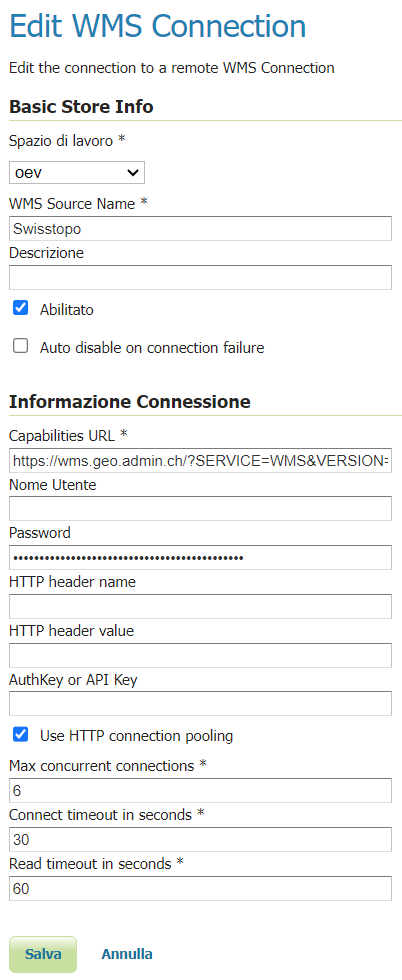 Edit WMS Connection
Edit the connection to a remote WMS Connection
Basic Store Info
Spazio di lavoro *
oev
WMS Source Name *
Swisstopo
Descrizione
Abilitato
Auto disable on connection failure
Informazione Connessione
Capabilities URL *
https://wms.geo.admin.ch/?SERVICE=WMS&VERSION=
Nome Utente
Password
••••••••••••••••••••••••••••••••••••••••••••
HTTP header name
HTTP header value
AuthKey or API Key
Use HTTP connection pooling
Max concurrent connections *
6
Connect timeout in seconds *
30
Read timeout in seconds *
60
Salva Annulla